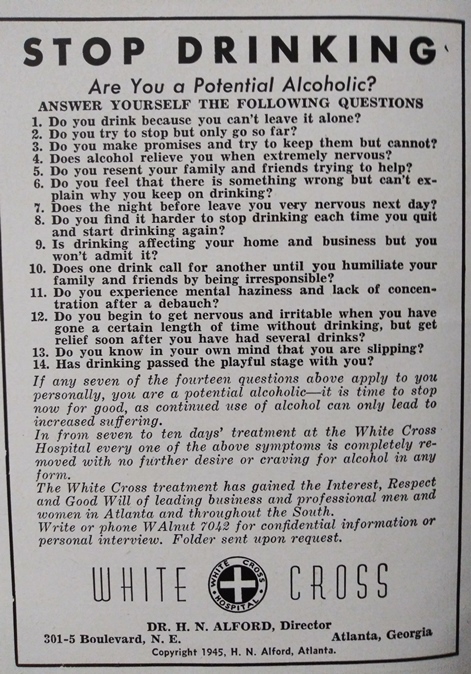 STOP DRINKING
Are You a Potential Alcoholic?
ANSWER YOURSELF THE FOLLOWING QUESTIONS
1. Do you drink because you can't leave it alone?
2. Do you try to stop but only go so far?
3. Do you make promises and try to keep them but cannot?
4. Does alcohol relieve you when extremely nervous?
5. Do you resent your family and friends trying to help?
6. Do you feel that there is something wrong but can't ex-
plain why you keep on drinking?
7. Does the night before leave you very nervous next day?
8. Do you find it harder to stop drinking each time you quit
and start drinking again?
9. Is drinking affecting your home and business but you
won't admit it?
10. Does one drink call for another until you humiliate your
family and friends by being irresponsible?
11. Do you experience mental haziness and lack of concen-
tration after a debauch?
12. Do you begin to get nervous and irritable when you have
gone a certain length of time without drinking, but get
relief soon after you have had several drinks?
13. Do you know in your own mind that you are slipping?
14. Has drinking passed the playful stage with you?
If any seven of the fourteen questions above apply to you
personally, you are a potential alcoholic—it is time to stop
now for good, as continued use of alcohol can only lead to
increased suffering.
In from seven to ten days' treatment at the White Cross
Hospital every one of the above symptoms is completely re-
moved with no further desire or craving for alcohol in any
form.
The White Cross treatment has gained the Interest, Respect
and Good Will of leading business and professional men and
women in Atlanta and throughout the South.
Write or phone WAlnut 7042 for confidential information or
personal interview. Folder sent upon request.
WHITE CROSS
WHITE CROSS
HOSPITAL
DR. H. N. ALFORD, Director
301-5 Boulevard, N. E. Atlanta, Georgia
Copyright 1945, H. N. Alford, Atlanta.